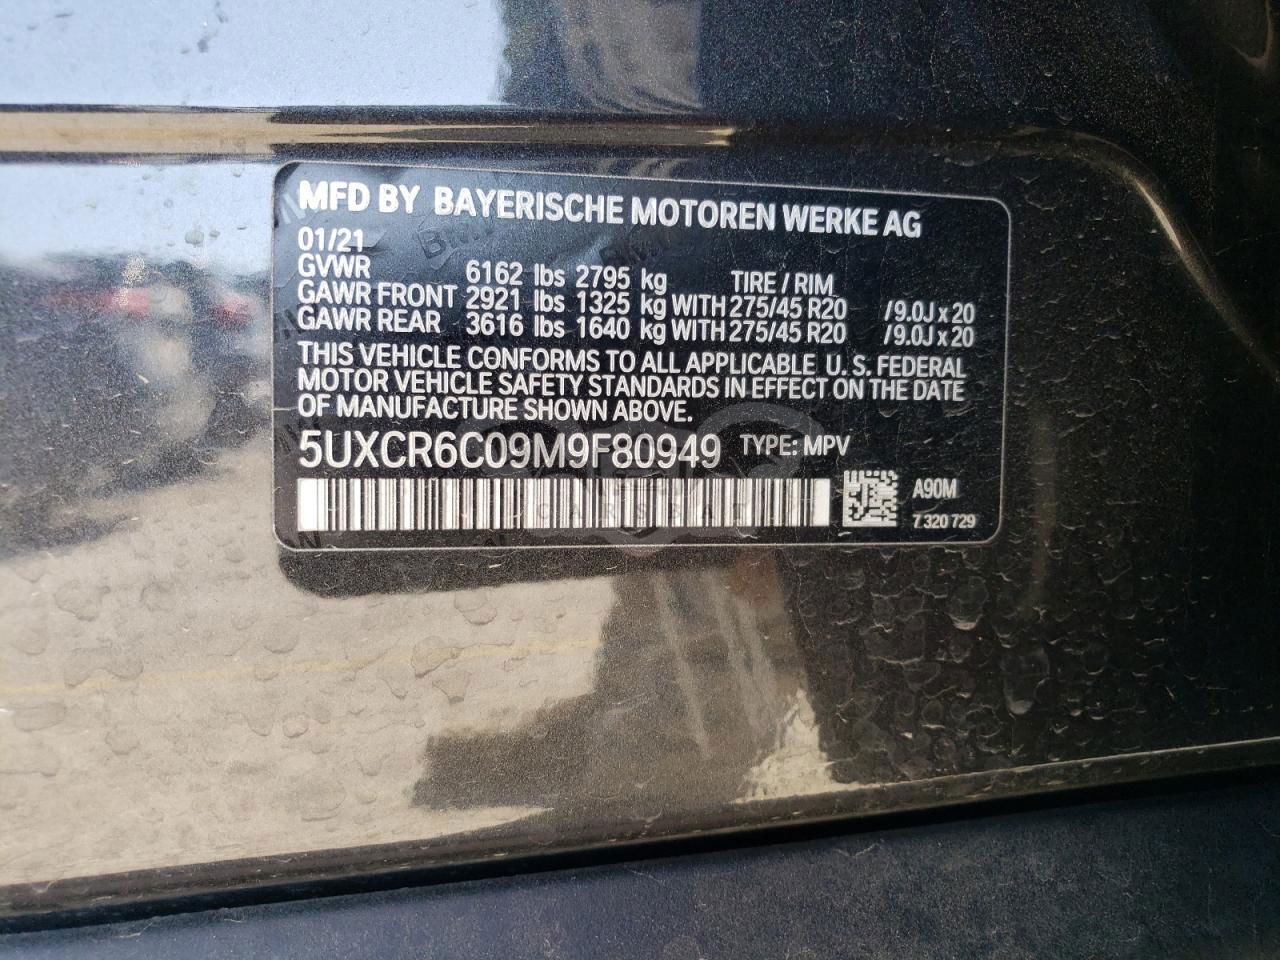 MFD BY BAYERISCHE MOTOREN WERKE AG
01/21
GVWR 6162 lbs 2795 kg TIRE / RIM
GAWR FRONT 2921 lbs 1325 kg WITH 275/45 R20 /9.0J x 20
GAWR REAR 3616 lbs 1640 kg WITH 275/45 R20 /9.0J x 20
THIS VEHICLE CONFORMS TO ALL APPLICABLE U.S. FEDERAL
MOTOR VEHICLE SAFETY STANDARDS IN EFFECT ON THE DATE
OF MANUFACTURE SHOWN ABOVE.
5UXCR6C09M9F80949 TYPE: MPV
A90M
7 320 729